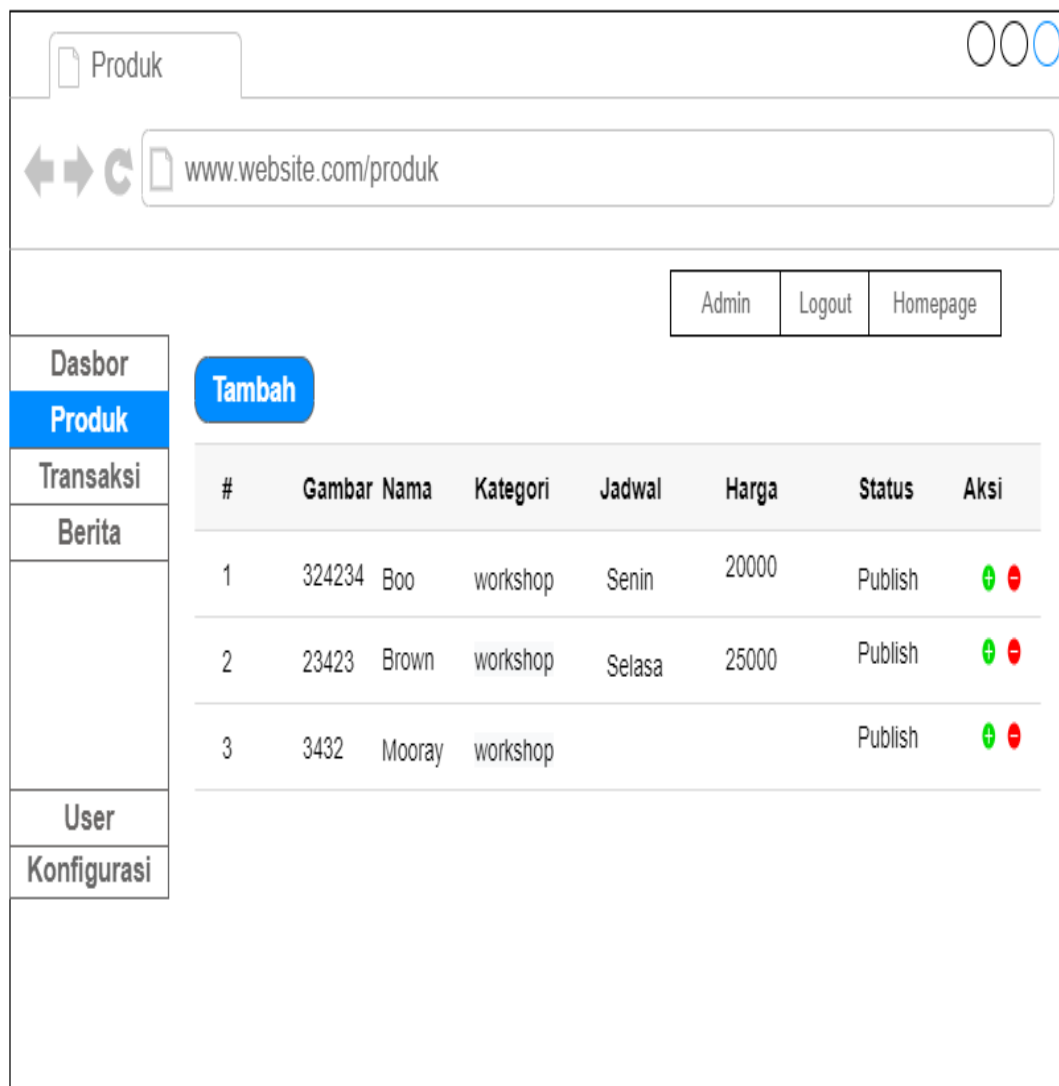 Produk
www.website.com/produk
Admin Logout Homepage
Dasbor
Produk
Transaksi
Berita
User
Konfigurasi
Tambah
# Gambar Nama Kategori Jadwal Harga Status Aksi
1 324234 Boo workshop Senin 20000 Publish
2 23423 Brown workshop Selasa 25000 Publish
3 3432 Mooray workshop Publish